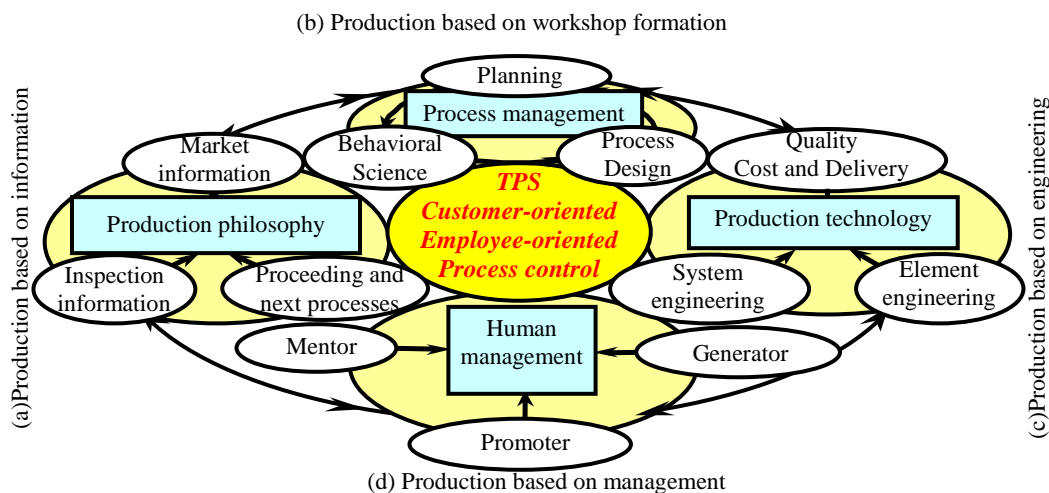 (b) Production based on workshop formation
Planning
Process management
Behavioral
Science
Process
Design
Market
information
Quality
Cost and Delivery
(a)Production based on information
(c)Production based on engineering
TPS
Customer-oriented
Employee-oriented
Process control
Production philosophy
Production technology
Inspection
information
Proceeding and
next processes
System
engineering
Element
engineering
Mentor
Human
management
Generator
Promoter
(d) Production based on management